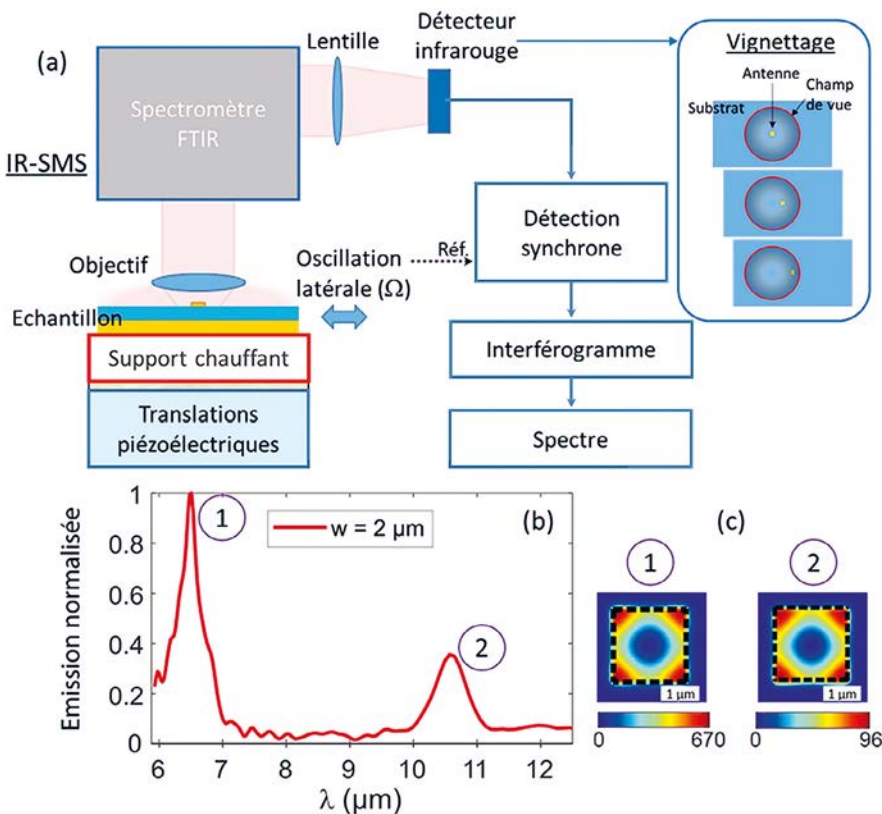 (a)
Lentille
Détecteur
infrarouge
Vignettage
Antenne
Champ
de vue
Substrat
Spectromètre
FTIR
IR-SMS
Détection
synchrone
Réf.
Objectif
Oscillation
latérale (Ω)
Echantillon
Support chauffant
Interférogramme
Translations
piézoélectriques
Spectre
(b)
Emission normalisée
1
0.8
0.6
0.4
0.2
0
w = 2 μm
1
2
6
7
8
9
10
11
12
λ (μm)
(c)
1
2
1 μm
1 μm
0
670
0
96